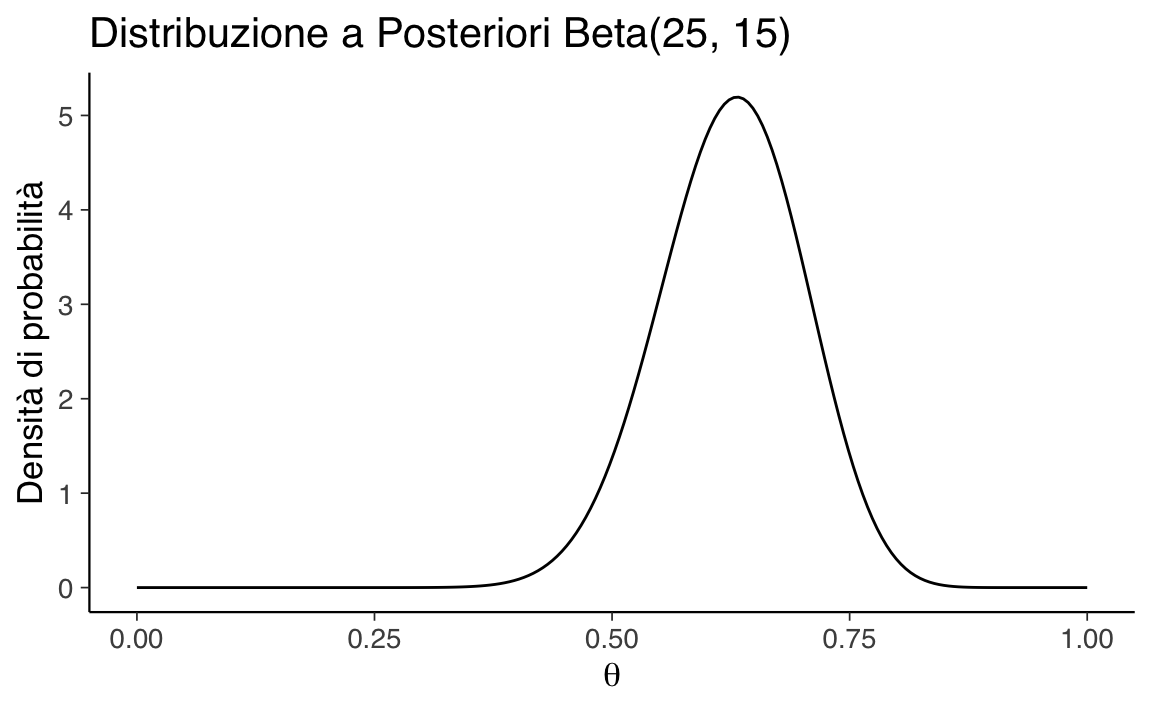 Distribuzione a Posteriori Beta(25, 15)
Densità di probabilità
5
4
3
2
1
0
0.00 0.25 0.50 0.75 1.00
θ